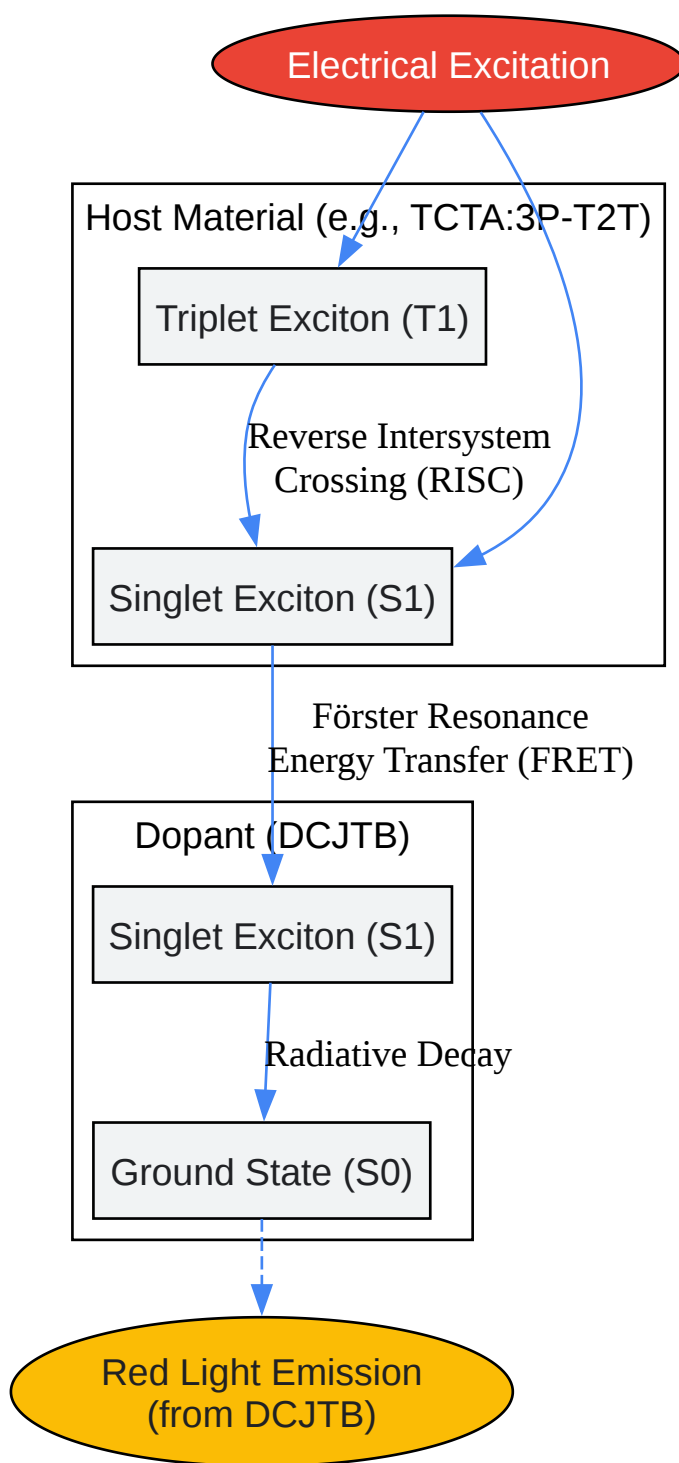 Electrical Excitation
Host Material (e.g., TCTA:3P-T2T)
Triplet Exciton (T1)
Reverse Intersystem
Crossing (RISC)
Singlet Exciton (S1)
Förster Resonance
Energy Transfer (FRET)
Dopant (DCJTB)
Singlet Exciton (S1)
Radiative Decay
Ground State (S0)
Red Light Emission
(from DCJTB)